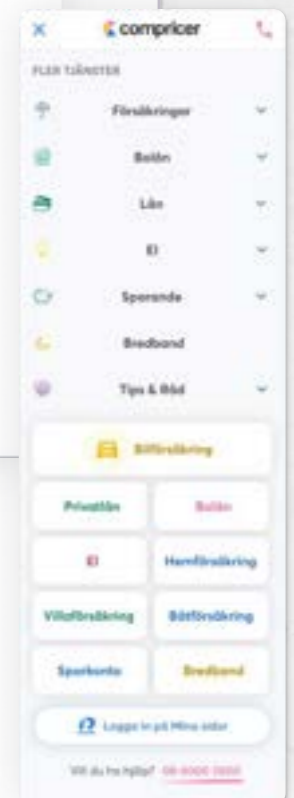 compricer
FLER TJÄNSTER
Försäkringar
Bolån
Lån
El
Sparande
Bredband
Tips & Råd
Bilförsäkring
Privatlån Bolån
El Hemförsäkring
Villaförsäkring Båtförsäkring
Sparkonto Bredband
Logga in på Mina sidor
Vill du ha hjälp?